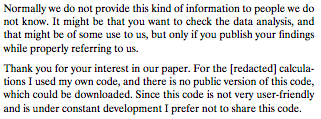 Normally we do not provide this kind of information to people we do
not know. It might be that you want to check the data analysis, and
that might be of some use to us, but only if you publish your findings
while properly referring to us.
Thank you for your interest in our paper. For the [redacted] calcula-
tions I used my own code, and there is no public version of this code,
which could be downloaded. Since this code is not very user-friendly
and is under constant development I prefer not to share this code.